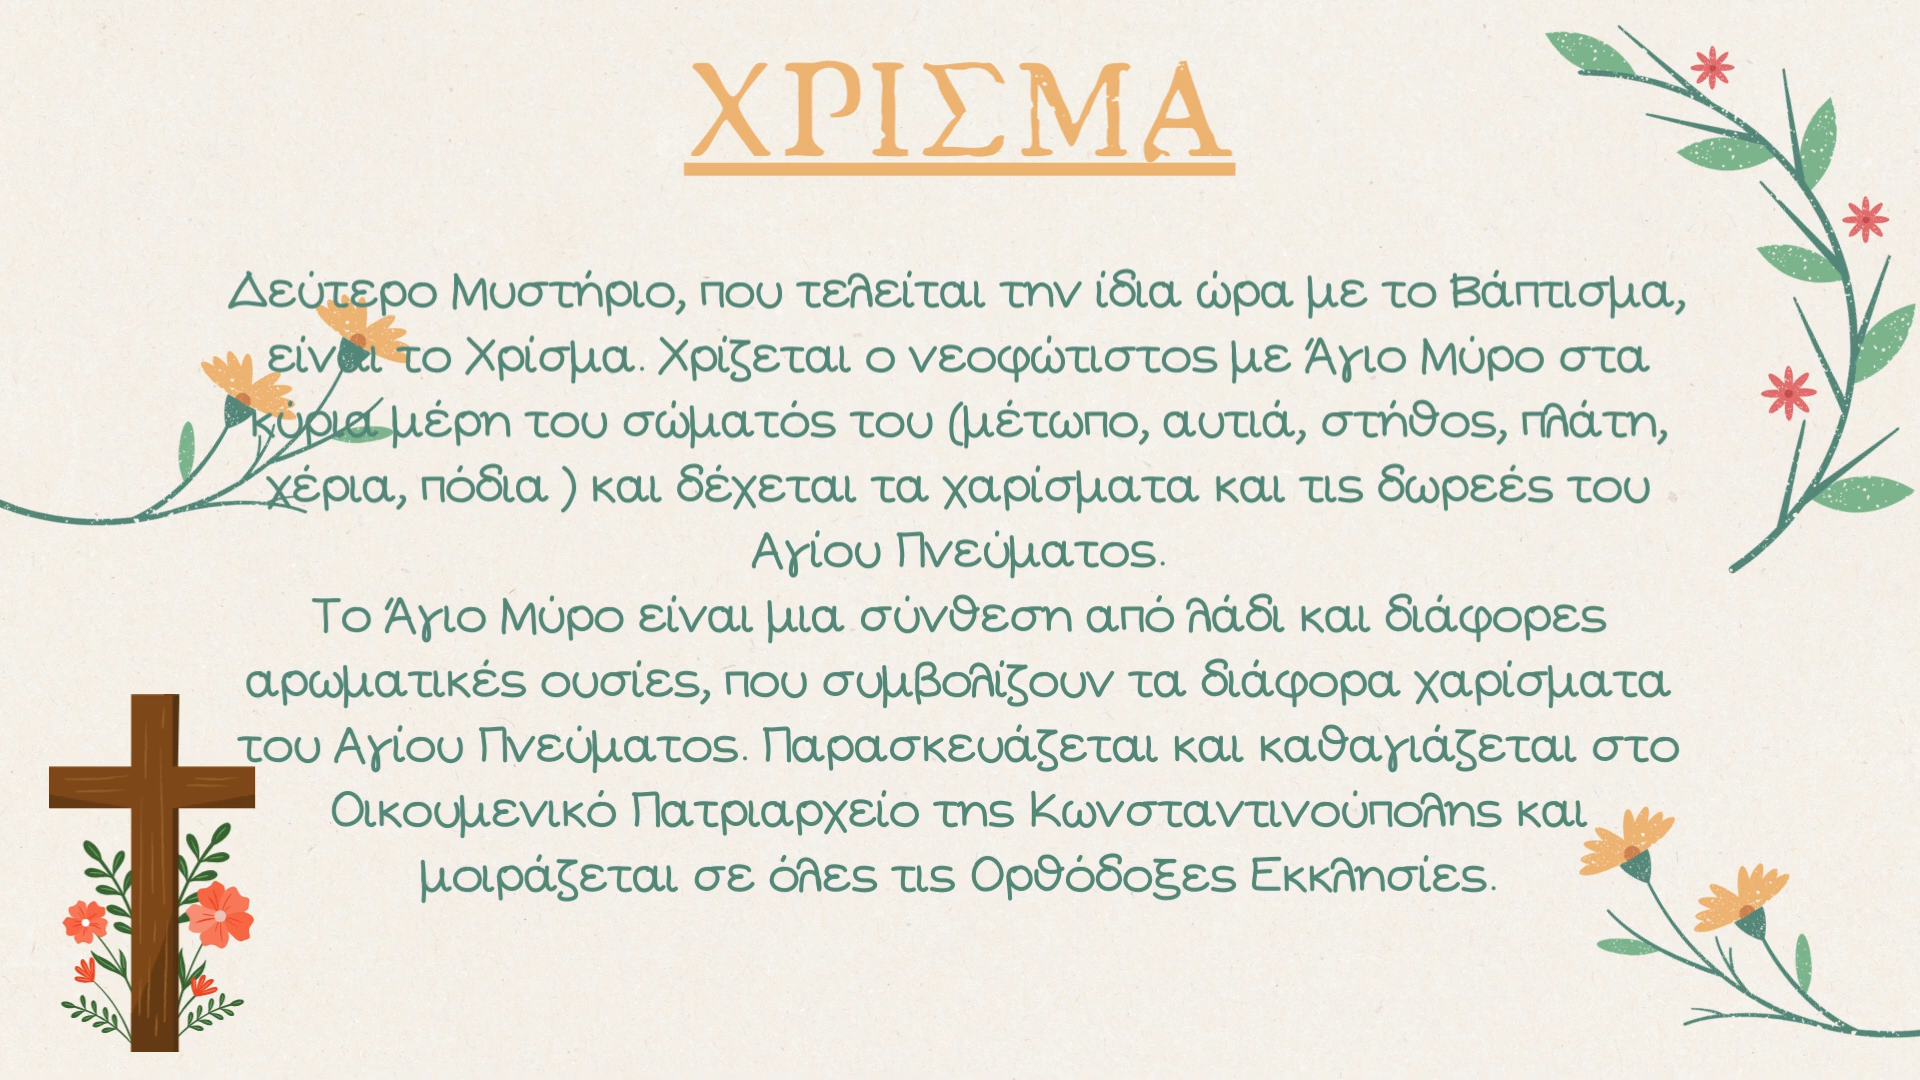 ΧΡΙΣΜΑ
Δεύτερο Μυστήριο, που τελείται την ίδια ώρα με το Βάπτισμα,
είναι το Χρίσμα. Χρίζεται ο νεοφώτιστος με Άγιο Μύρο στα
κύρια μέρη του σώματός του (μέτωπο, αυτιά, στήθος, πλάτη,
χέρια, πόδια ) και δέχεται τα χαρίσματα και τις δωρεές του
Αγίου Πνεύματος.
Το Άγιο Μύρο είναι μια σύνθεση από λάδι και διάφορες
αρωματικές ουσίες, που συμβολίζουν τα διάφορα χαρίσματα
του Αγίου Πνεύματος. Παρασκευάζεται και καθαγιάζεται στο
Οικουμενικό Πατριαρχείο της Κωνσταντινούπολης και
μοιράζεται σε όλες τις Ορθόδοξες Εκκλησίες.